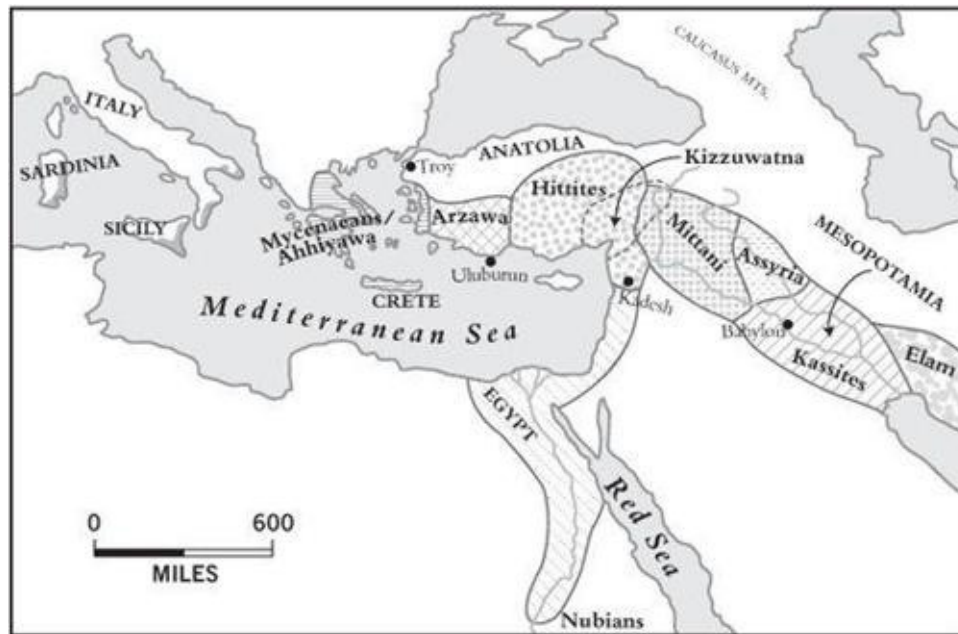 CAUCASUS MTS.
ITALY
SARDINIA
SICILY
Troy
ANATOLIA
Kizzuwatna
Hittites
Arzawa
Mycenaeans/
Ahhiyawa
Mittani
Assyria
MESOPOTAMIA
Uluburun
Kadesh
CRETE
Mediterranean Sea
Babylon
Kassites
Elam
EGYPT
Red Sea
0 600
MILES
Nubians